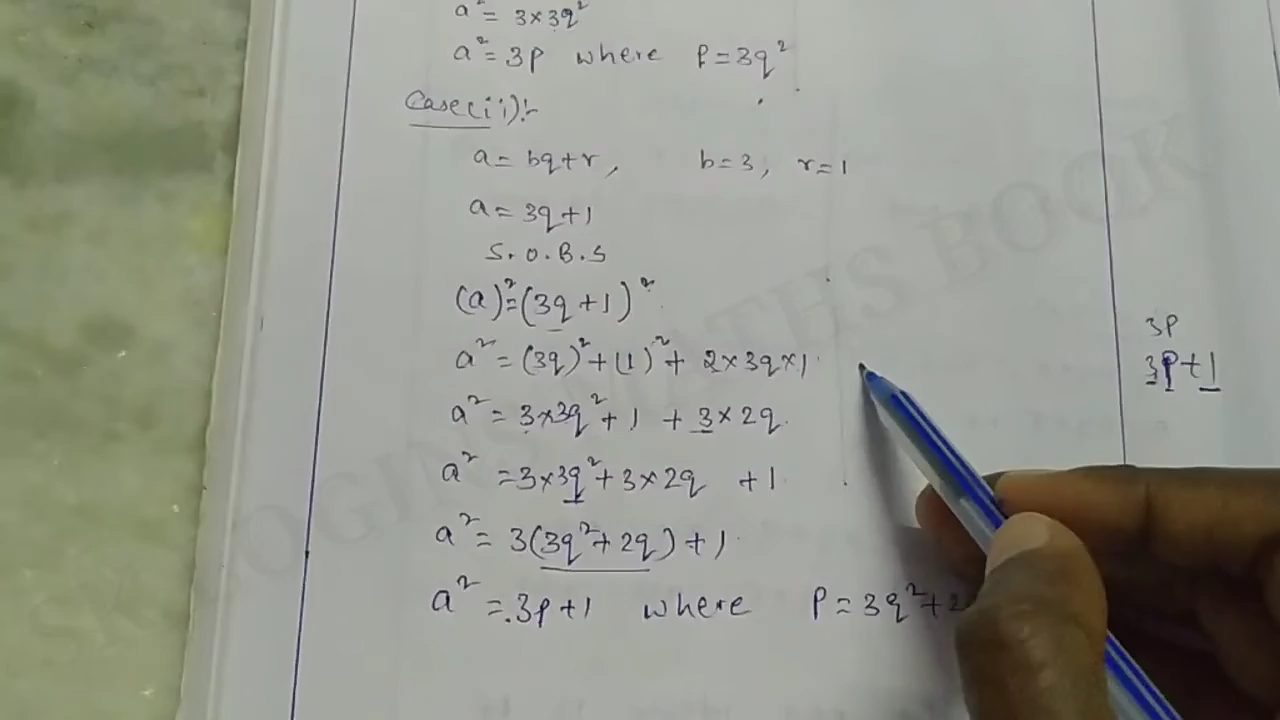 a² = 3×3q²
a² = 3p where P = 3q²
Case(ii):-
a = bq+r, b=3, r=1
a = 3q+1
S.O.B.S
(a)² = (3q+1)²
a² = (3q)² + (1)² + 2×3q×1
a² = 3×3q² + 1 + 3×2q
a² = 3×3q² + 3×2q + 1
a² = 3(3q² + 2q) + 1
a² = 3p+1 where P = 3q² + 2
3P
3P+1
MATHS BOOK